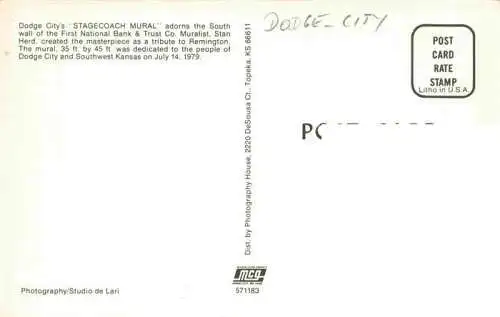 Dodge City's "STAGECOACH MURAL" adorns the South
wall of the First National Bank & Trust Co. Muralist, Stan
Herd, created the masterpiece as a tribute to Remington.
The mural, 35 ft. by 45 ft. was dedicated to the people of
Dodge City and Southwest Kansas on July 14, 1979.
DODGE-CITY
POST
CARD
RATE
STAMP
Litho in U.S.A.
Dist. by Photography House, 2220 DeSousa Ct., Topeka, KS 66611
mcg
571183
Photography/Studio de Lari